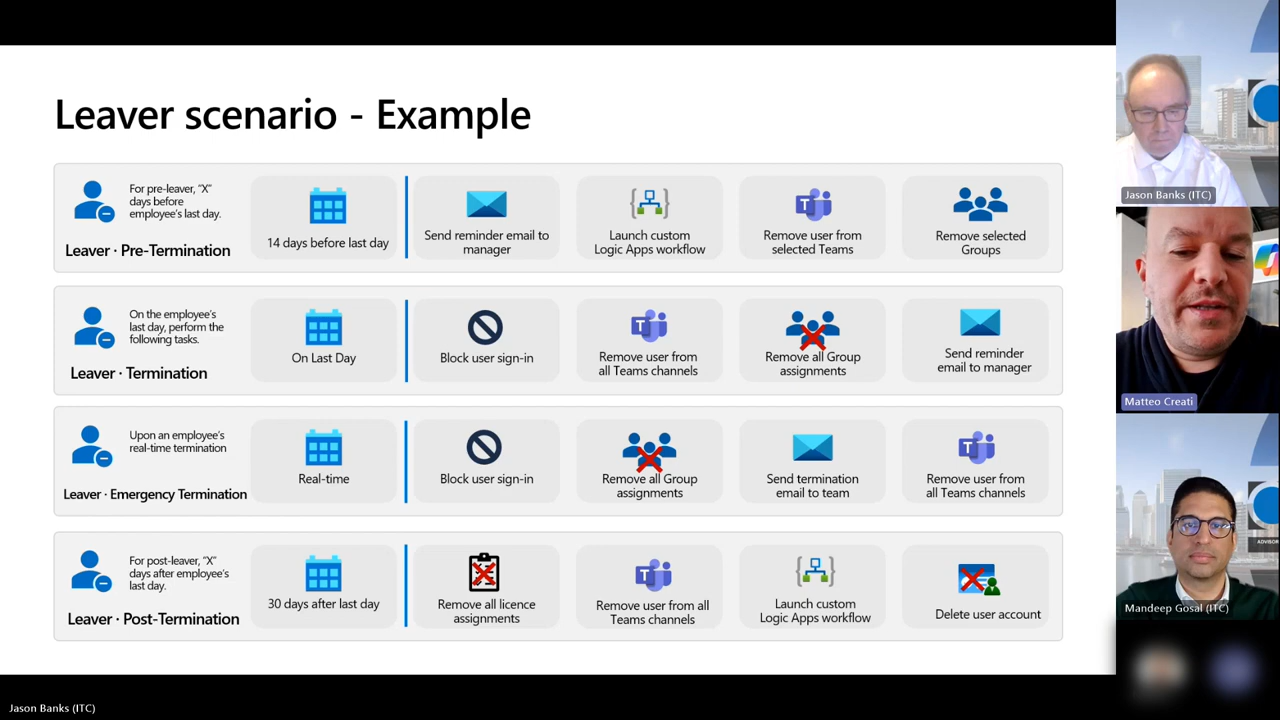 Leaver scenario - Example
For pre-leaver, “X”
days before
employee’s last day.
Leaver · Pre-Termination
14 days before last day
Send reminder email to
manager
Launch custom
Logic Apps workflow
Remove user from
selected Teams
Remove selected
Groups
On the employee’s
last day, perform the
following tasks.
Leaver · Termination
On Last Day
Block user sign-in
Remove user from
all Teams channels
Remove all Group
assignments
Send reminder
email to manager
Upon an employee’s
real-time termination
Leaver · Emergency Termination
Real-time
Block user sign-in
Remove all Group
assignments
Send termination
email to team
Remove user from
all Teams channels
For post-leaver, “X”
days after employee’s
last day.
Leaver · Post-Termination
30 days after last day
Remove all licence
assignments
Remove user from all
Teams channels
Launch custom
Logic Apps workflow
Delete user account
Jason Banks (ITC)
Matteo Creati
ADVISOR
Mandeep Gosal (ITC)
Jason Banks (ITC)